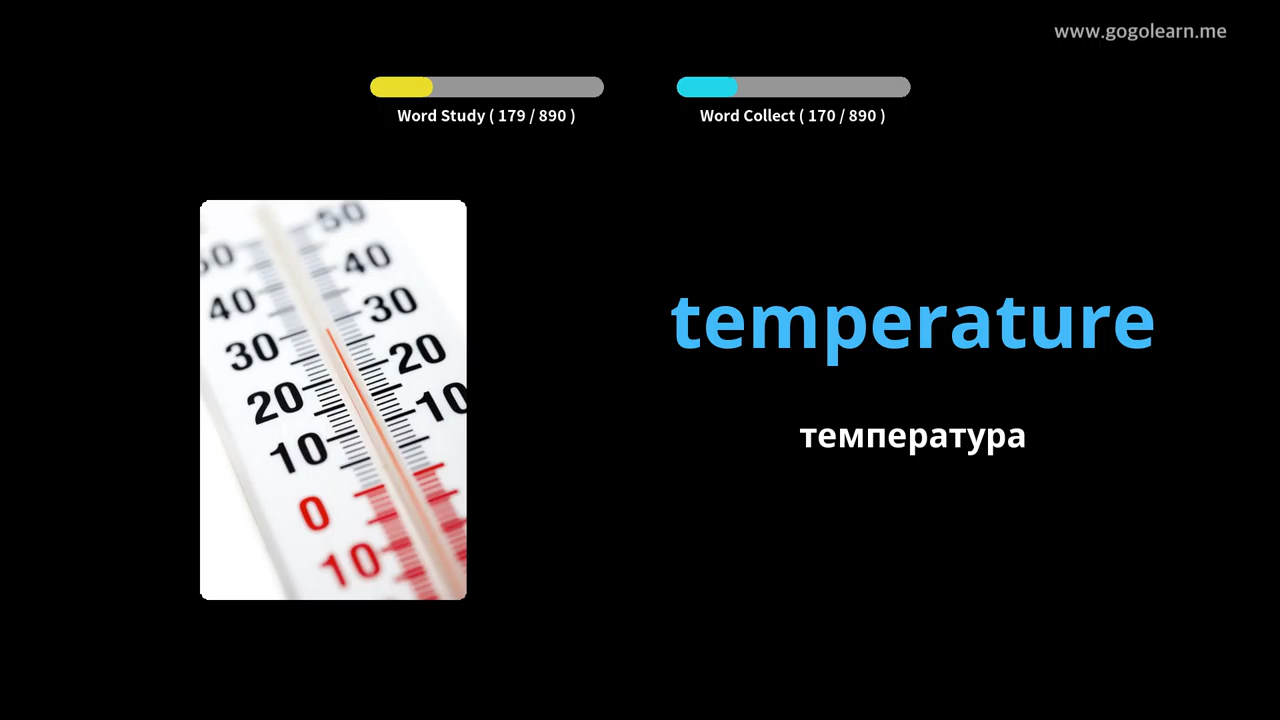 www.gogolearn.me
Word Study ( 179 / 890 )
Word Collect ( 170 / 890 )
50
40
40
30
30
20
20
10
10
0
10
temperature
температура